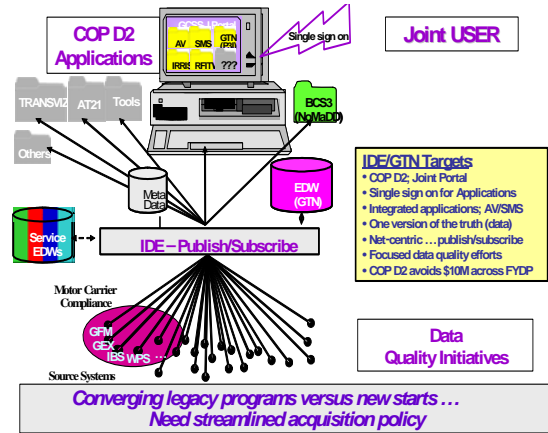 COP D2
Applications
GCSS-J Portal
AV
SMS
GTN
(P3I)
IRRIS
RFITV
???
Single sign on
Joint USER
TRANSVIZ
AT21
Tools
Others
BCS3
(NoMaDD)
Meta
Data
EDW
(GTN)
Service
EDWs
IDE – Publish/Subscribe
IDE/GTN Targets
• COP D2; Joint Portal
• Single sign on for Applications
• Integrated applications; AV/SMS
• One version of the truth (data)
• Net-centric … publish/subscribe
• Focused data quality efforts
• COP D2 avoids $10M across FYDP
Motor Carrier
Compliance
GFM
GEX
IBS
WPS
…
Source Systems
Data
Quality Initiatives
Converging legacy programs versus new starts …
Need streamlined acquisition policy